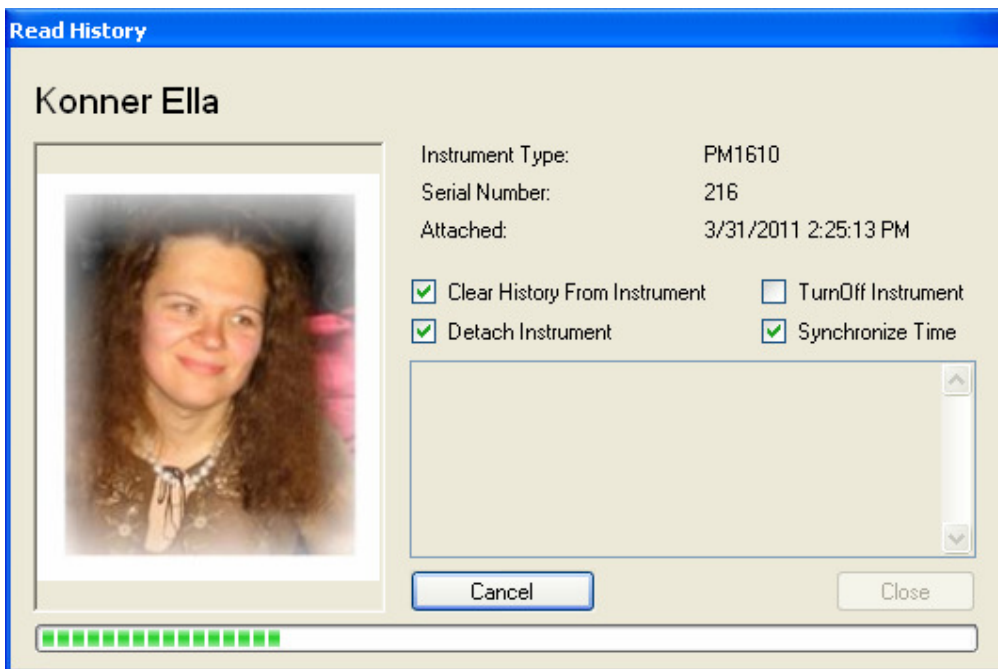 Read History
Konner Ella
Instrument Type: PM1610
Serial Number: 216
Attached: 3/31/2011 2:25:13 PM
Clear History From Instrument TurnOff Instrument
Detach Instrument Synchronize Time
Cancel Close